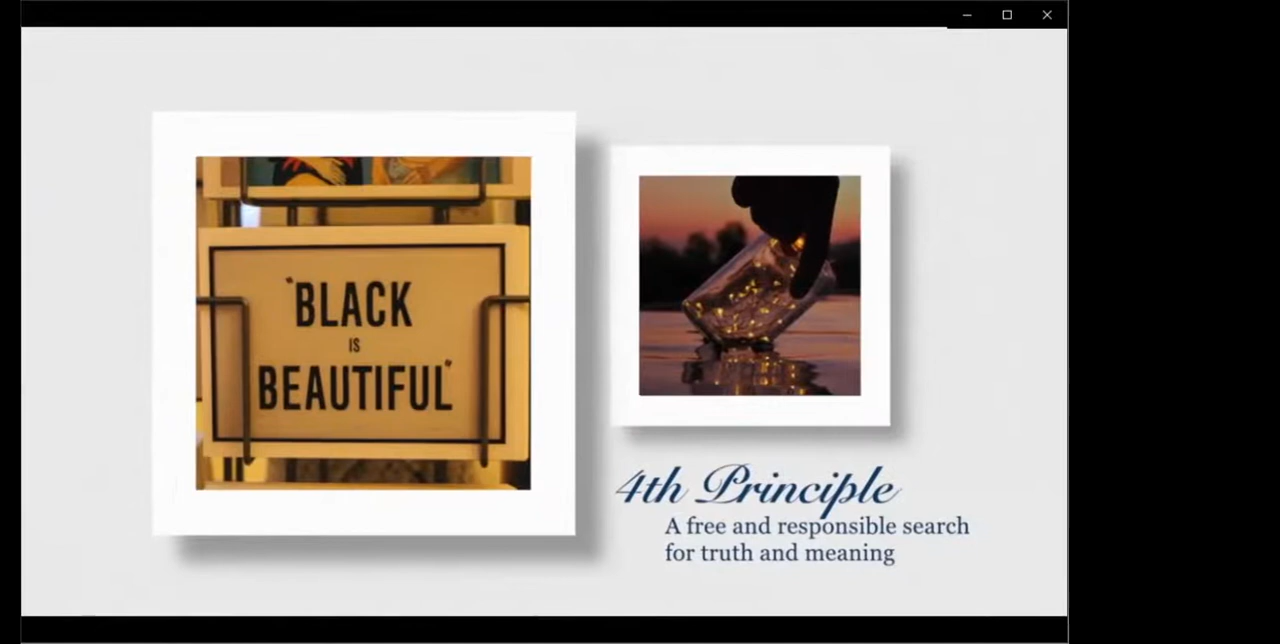 "BLACK
IS
BEAUTIFUL"
4th Principle
A free and responsible search
for truth and meaning